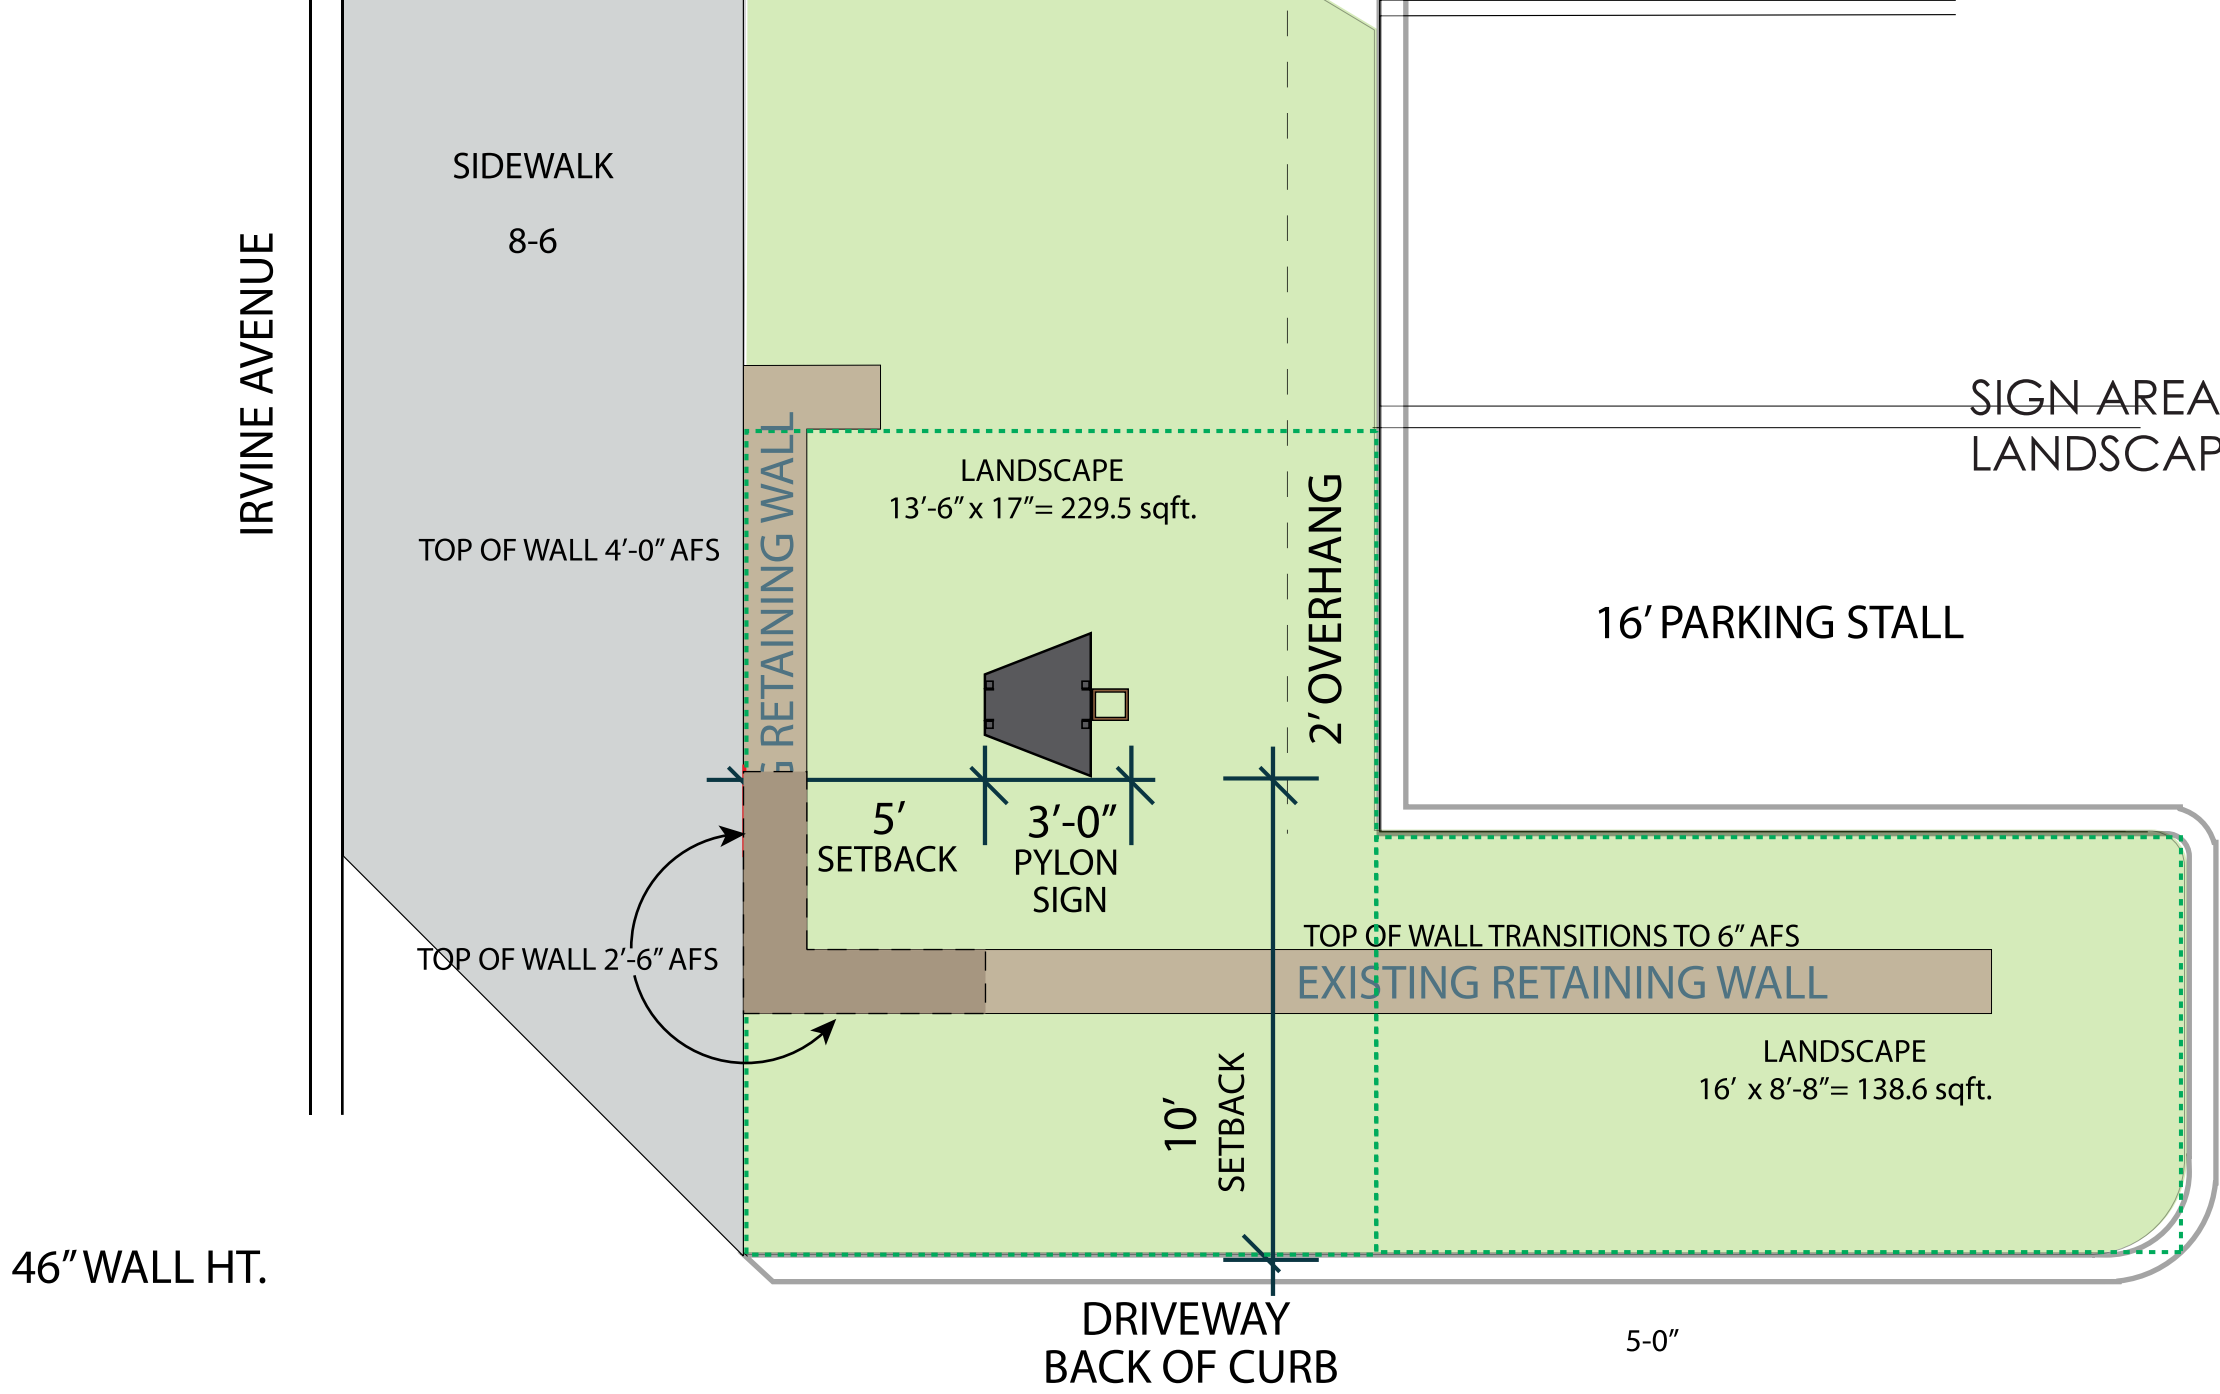 SIDEWALK
8-6
IRVINE AVENUE
SIGN AREA
LANDSCAP
RETAINING WALL
LANDSCAPE
13’-6” x 17”= 229.5 sqft.
2’ OVERHANG
TOP OF WALL 4’-0” AFS
16’ PARKING STALL
5’
SETBACK
3’-0”
PYLON
SIGN
TOP OF WALL TRANSITIONS TO 6” AFS
TOP OF WALL 2’-6” AFS
EXISTING RETAINING WALL
LANDSCAPE
16’ x 8’-8”= 138.6 sqft.
10’
SETBACK
46” WALL HT.
DRIVEWAY
BACK OF CURB
5-0”